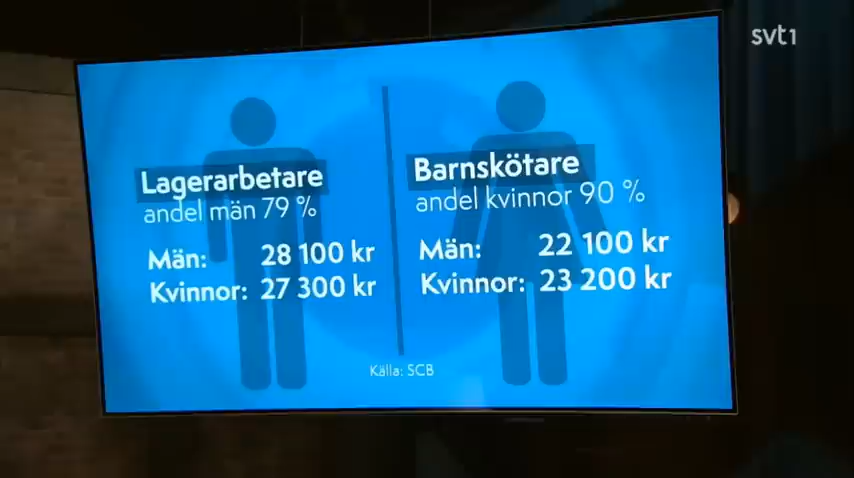 svt1
Lagerarbetare
andel män 79 %
Män: 28 100 kr
Kvinnor: 27 300 kr
Barnskötare
andel kvinnor 90 %
Män: 22 100 kr
Kvinnor: 23 200 kr
Källa: SCB